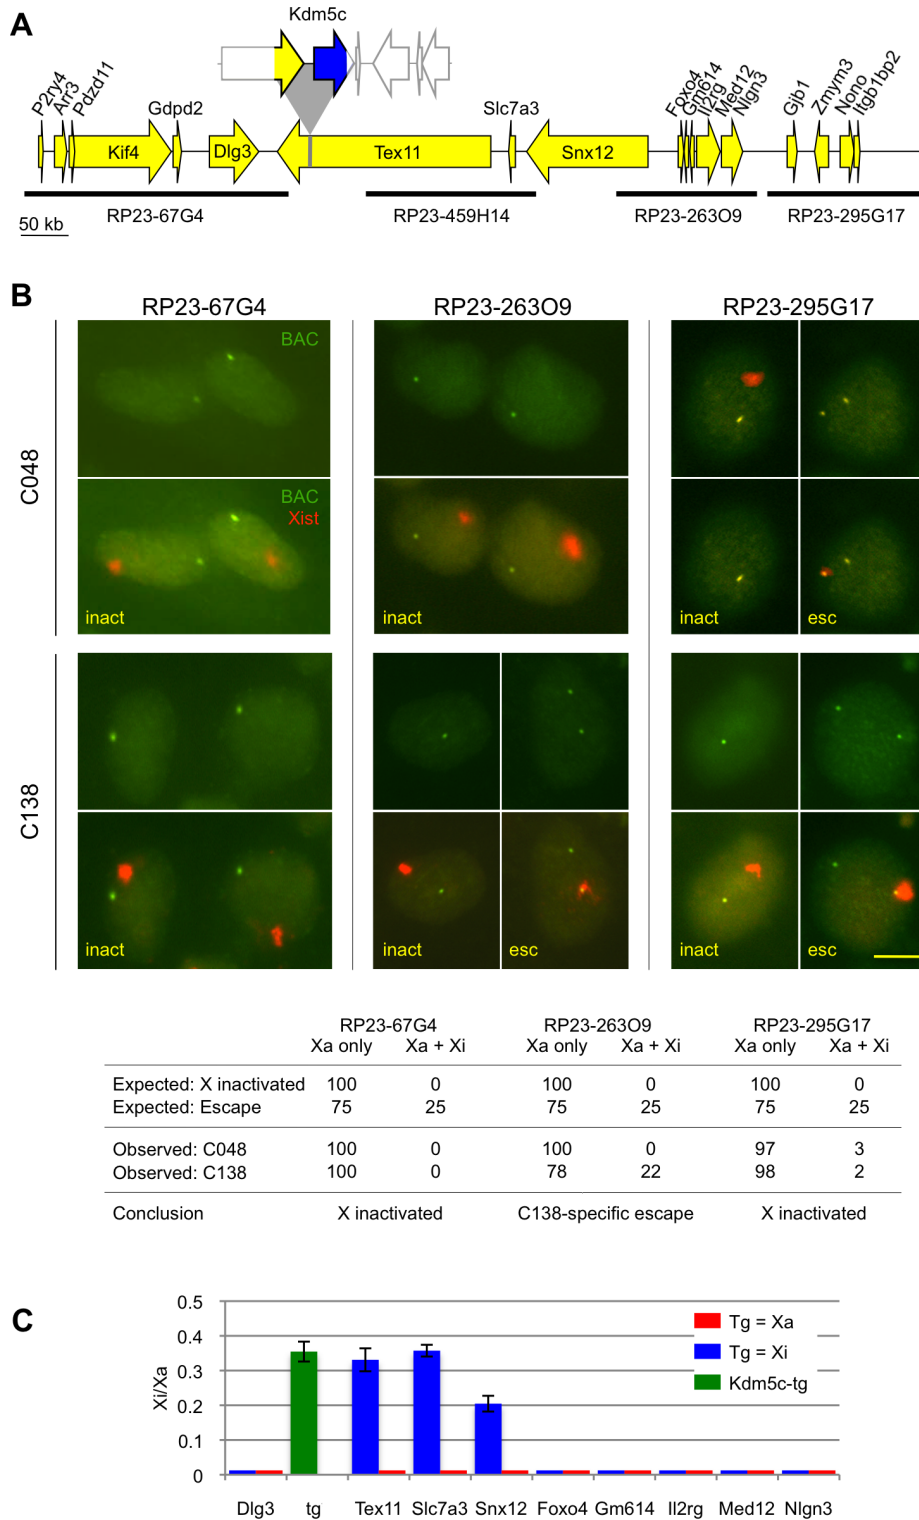 A
Kdm5c
P2ry4 Arr3 Pdzd11 Gdpd2 Slc7a3 Foxo4 Gm614 Il2rg Med12 Nlgn3 Gjb1 Zmym3 Nono Itgb1bp2
Kif4 Dlg3 Tex11 Snx12
RP23-67G4 RP23-459H14 RP23-263O9 RP23-295G17
50 kb
B
RP23-67G4 RP23-263O9 RP23-295G17
C048
BAC
BAC
Xist
inact inact inact esc
C138
inact inact esc inact esc
RP23-67G4 RP23-263O9 RP23-295G17
Xa only Xa + Xi Xa only Xa + Xi Xa only Xa + Xi
Expected: X inactivated 100 0 100 0 100 0
Expected: Escape 75 25 75 25 75 25
Observed: C048 100 0 100 0 97 3
Observed: C138 100 0 78 22 98 2
Conclusion X inactivated C138-specific escape X inactivated
C
Xi/Xa
0.5
0.4
0.3
0.2
0.1
0
Tg = Xa
Tg = Xi
Kdm5c-tg
Dlg3 tg Tex11 Slc7a3 Snx12 Foxo4 Gm614 Il2rg Med12 Nlgn3